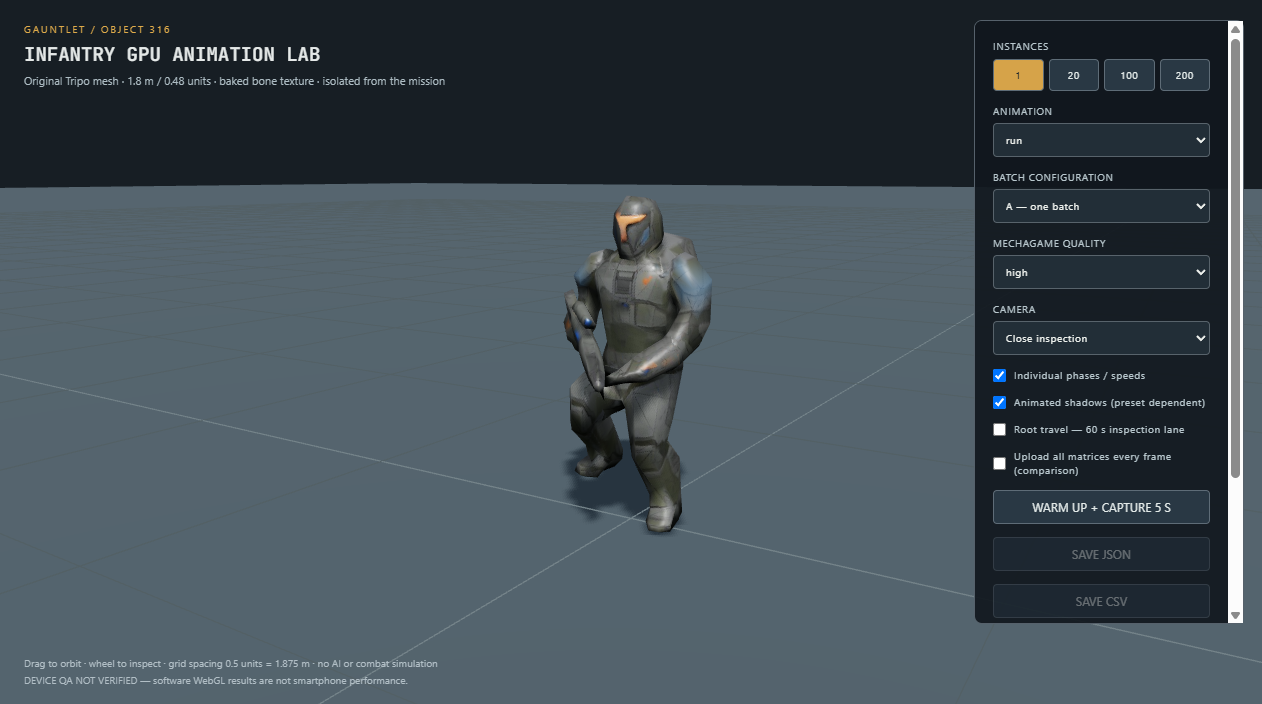 GAUNTLET / OBJECT 316
INFANTRY GPU ANIMATION LAB
Original Tripo mesh · 1.8 m / 0.48 units · baked bone texture · isolated from the mission
INSTANCES
1 20 100 200
ANIMATION
run
BATCH CONFIGURATION
A — one batch
MECHAGAME QUALITY
high
CAMERA
Close inspection
Individual phases / speeds
Animated shadows (preset dependent)
Root travel — 60 s inspection lane
Upload all matrices every frame
(comparison)
WARM UP + CAPTURE 5 S
SAVE JSON
SAVE CSV
Drag to orbit · wheel to inspect · grid spacing 0.5 units = 1.875 m · no AI or combat simulation
DEVICE QA NOT VERIFIED — software WebGL results are not smartphone performance.